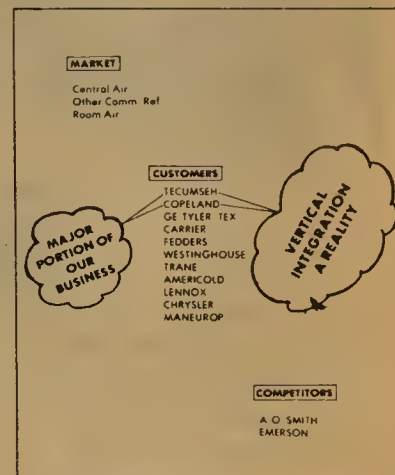 MARKET
Central Air
Other Comm Ref
Room Air
CUSTOMERS
TECUMSEH
COPELAND
GE TYLER TEX
CARRIER
FEDDERS
WESTINGHOUSE
TRANE
AMERICOLD
LENNOX
CHRYSLER
MANEUROP
MAJOR
PORTION OF
OUR
BUSINESS
VERTICAL
INTEGRATION
A REALITY
COMPETITORS
A O SMITH
EMERSON